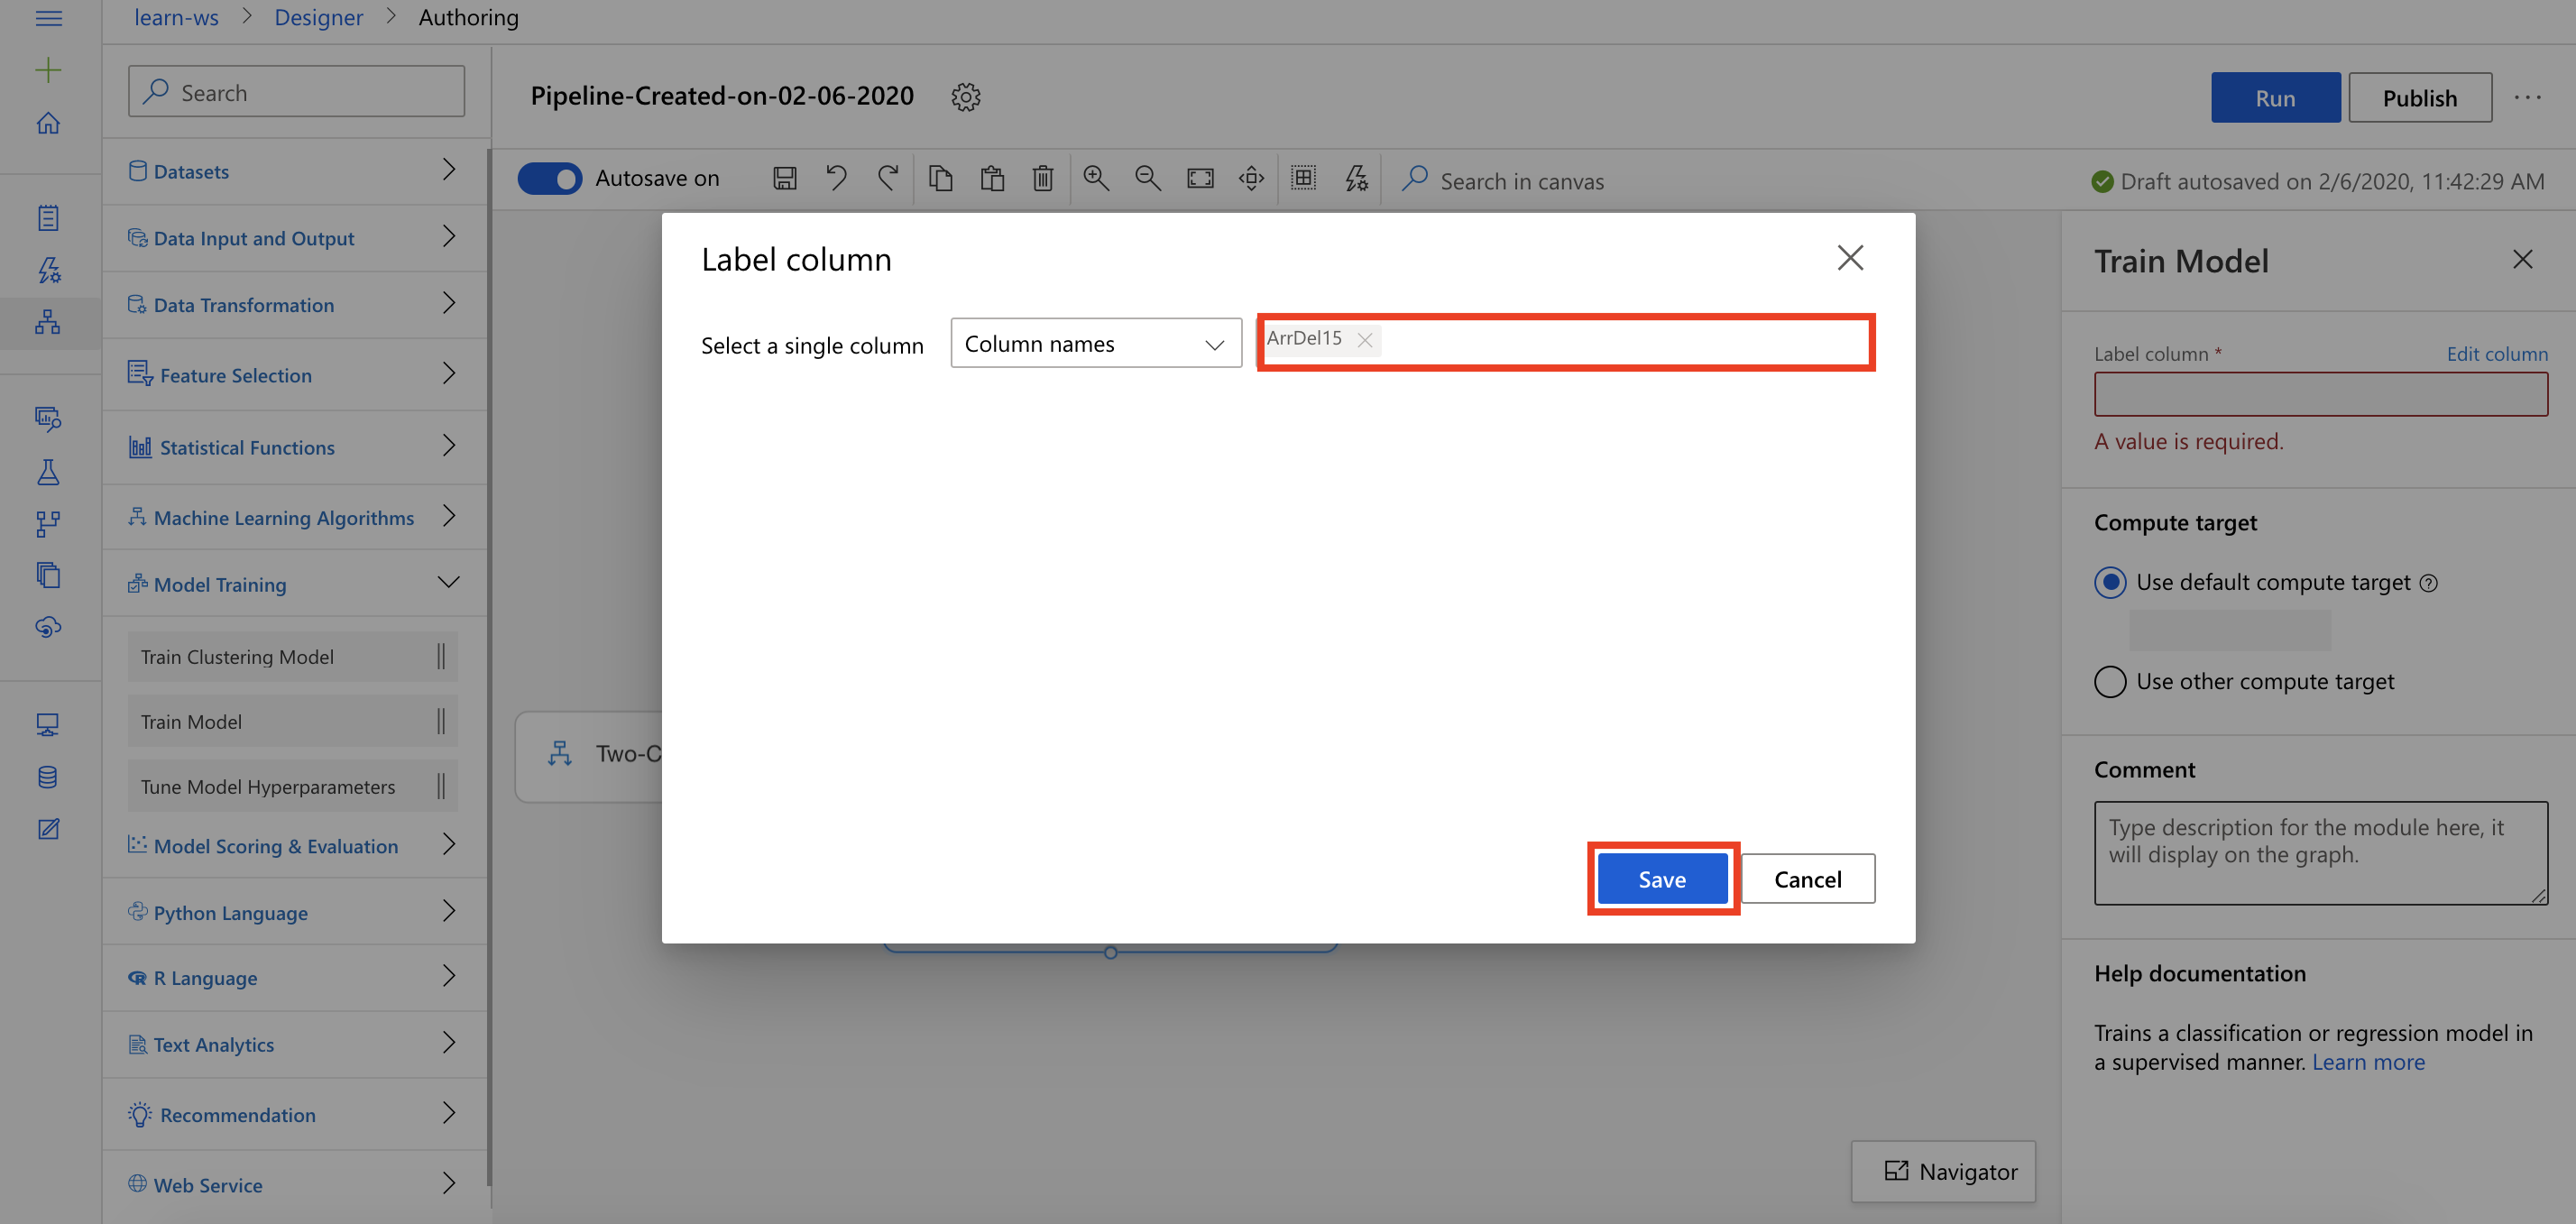 learn-ws > Designer > Authoring
Search
Pipeline-Created-on-02-06-2020
Run
Publish
Datasets
Data Input and Output
Data Transformation
Feature Selection
Statistical Functions
Machine Learning Algorithms
Model Training
Train Clustering Model
Train Model
Tune Model Hyperparameters
Model Scoring & Evaluation
Python Language
R Language
Text Analytics
Recommendation
Web Service
Autosave on
Search in canvas
Draft autosaved on 2/6/2020, 11:42:29 AM
Two-C
Label column
Select a single column
Column names
ArrDel15
Save
Cancel
Navigator
Train Model
Label column *
Edit column
A value is required.
Compute target
Use default compute target
Use other compute target
Comment
Type description for the module here, it
will display on the graph.
Help documentation
Trains a classification or regression model in
a supervised manner. Learn more